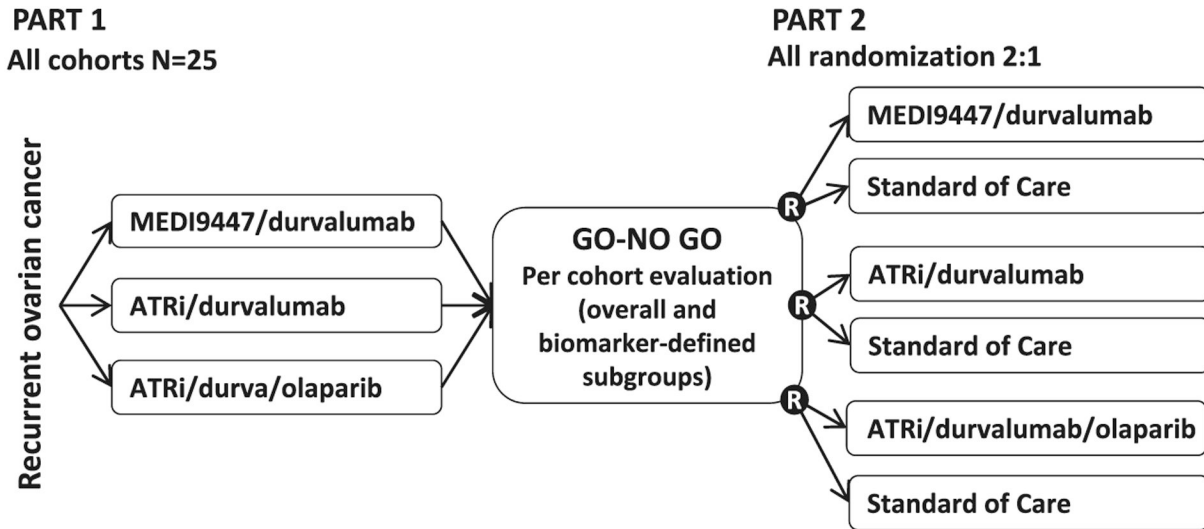 PART 1
All cohorts N=25
Recurrent ovarian cancer
MEDI9447/durvalumab
ATRi/durvalumab
ATRi/durva/olaparib
GO-NO GO
Per cohort evaluation
(overall and
biomarker-defined
subgroups)
PART 2
All randomization 2:1
R
MEDI9447/durvalumab
Standard of Care
R
ATRi/durvalumab
Standard of Care
R
ATRi/durvalumab/olaparib
Standard of Care